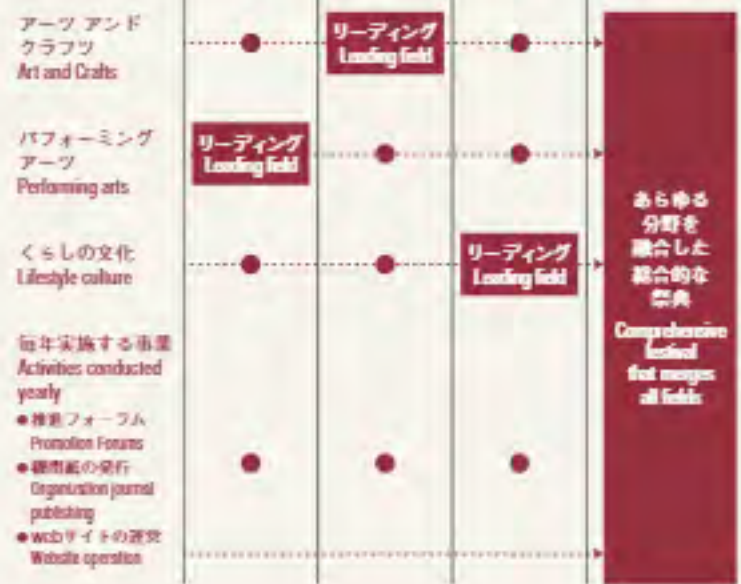 アーツ アンド
クラフツ
Art and Crafts
リーディング
Leading field
パフォーミング
アーツ
Performing arts
リーディング
Leading field
くらしの文化
Lifestyle culture
リーディング
Leading field
毎年実施する事業
Activities conducted
yearly
●推進フォーラム
Promotion Forums
●機関紙の発行
Organization journal
publishing
●webサイトの運営
Website operation
あらゆる
分野を
融合した
総合的な
祭典
Comprehensive
festival
that merges
all fields